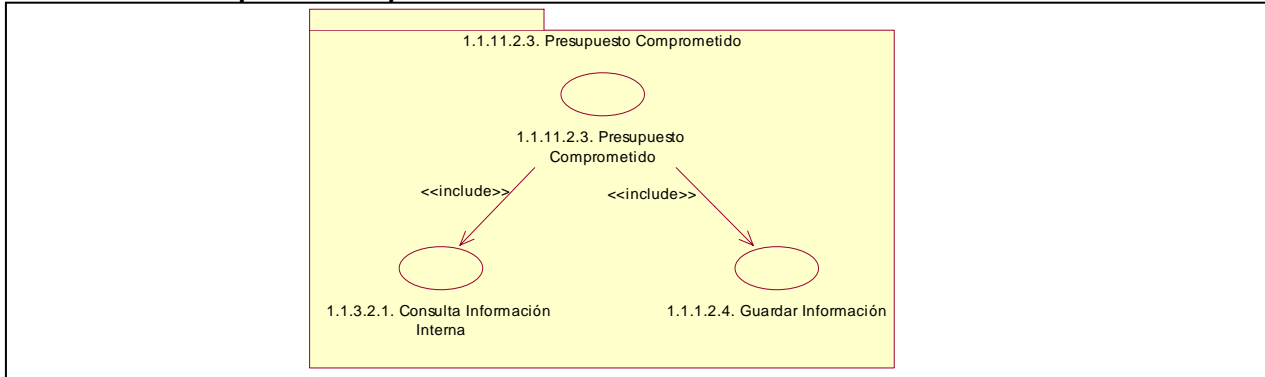 1.1.11.2.3. Presupuesto Comprometido
1.1.11.2.3. Presupuesto
Comprometido
<<include>>
<<include>>
1.1.3.2.1. Consulta Información
Interna
1.1.1.2.4. Guardar Información